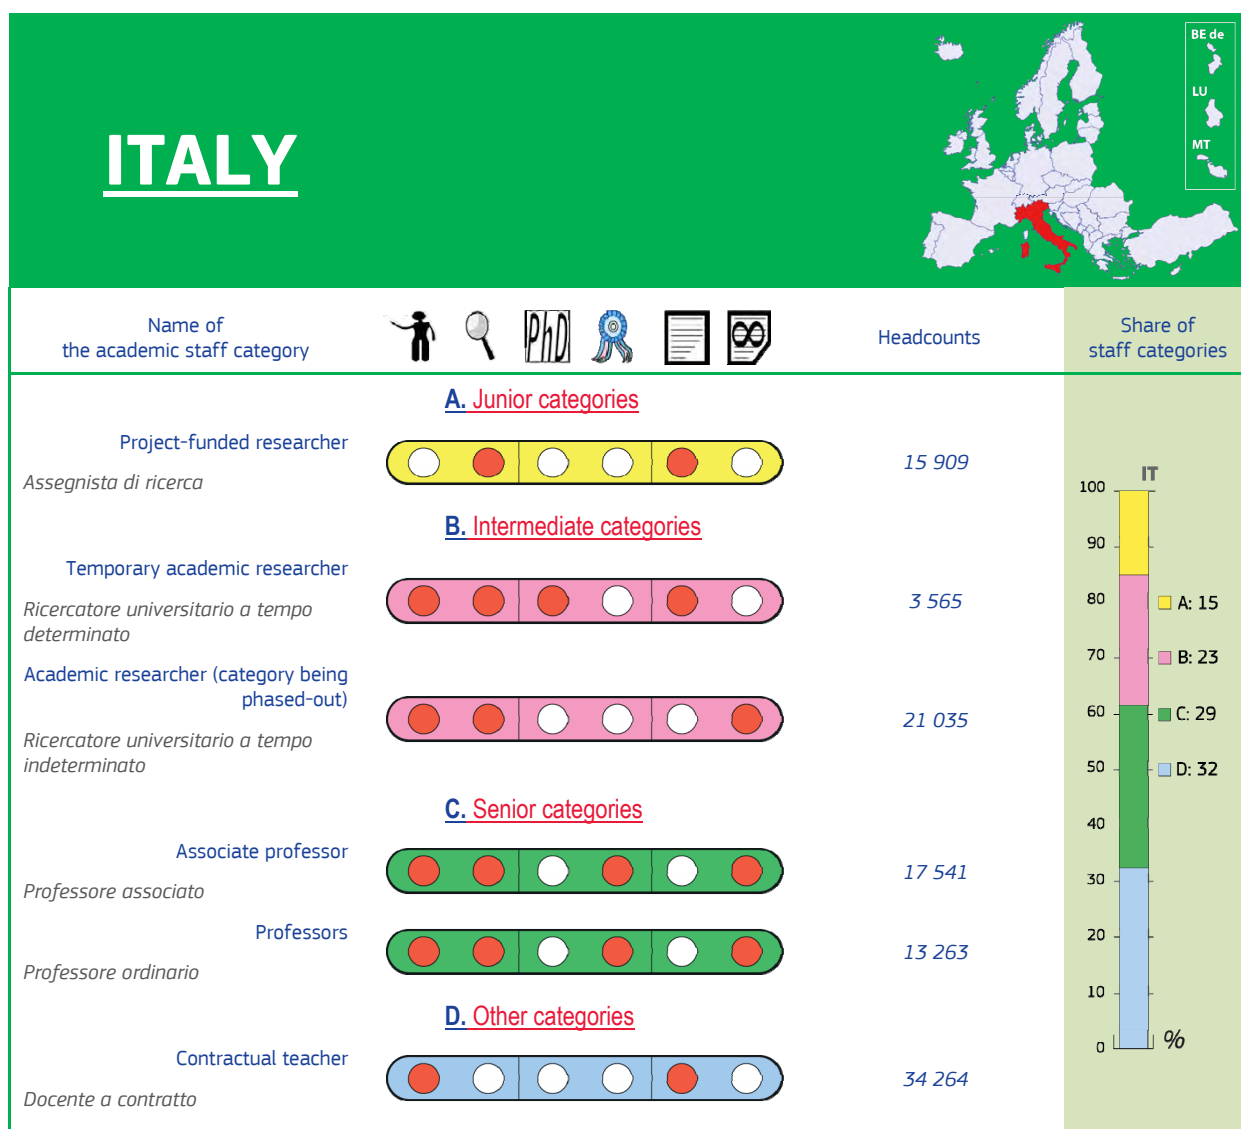 BE de
LU
MT
ITALY
Name of
the academic staff category
PhD
Headcounts
Share of
staff categories
A. Junior categories
Project-funded researcher
Assegnista di ricerca
15 909
B. Intermediate categories
Temporary academic researcher
Ricercatore universitario a tempo
determinato
3 565
Academic researcher (category being
phased-out)
Ricercatore universitario a tempo
indeterminato
21 035
C. Senior categories
Associate professor
Professore associato
17 541
Professors
Professore ordinario
13 263
D. Other categories
Contractual teacher
Docente a contratto
34 264
IT
100
90
80
70
60
50
40
30
20
10
0
%
A: 15
B: 23
C: 29
D: 32